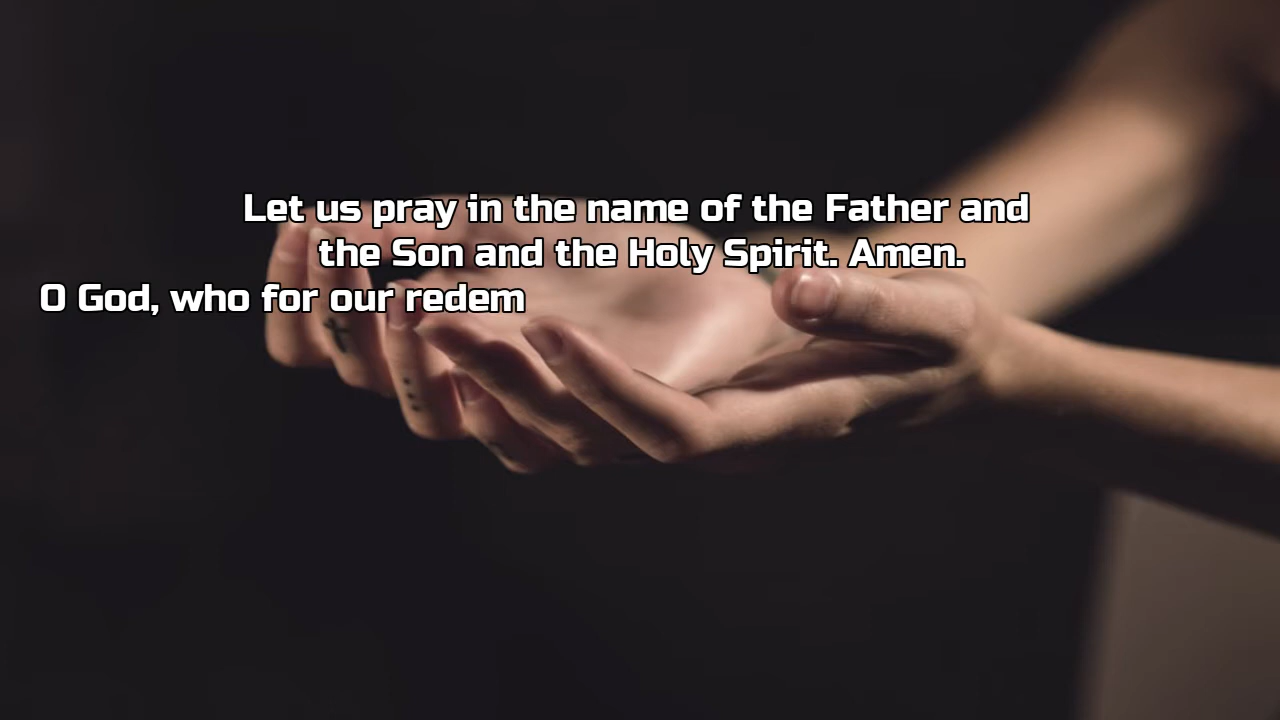 Let us pray in the name of the Father and
the Son and the Holy Spirit. Amen.
O God, who for our redem